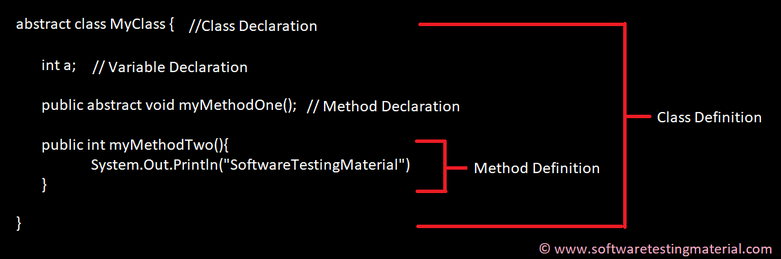 abstract class MyClass { //Class Declaration
int a; // Variable Declaration
public abstract void myMethodOne(); // Method Declaration
Class Definition
public int myMethodTwo(){
System.Out.Println("SoftwareTestingMaterial")
Method Definition
}
}
© www.softwaretestingmaterial.com